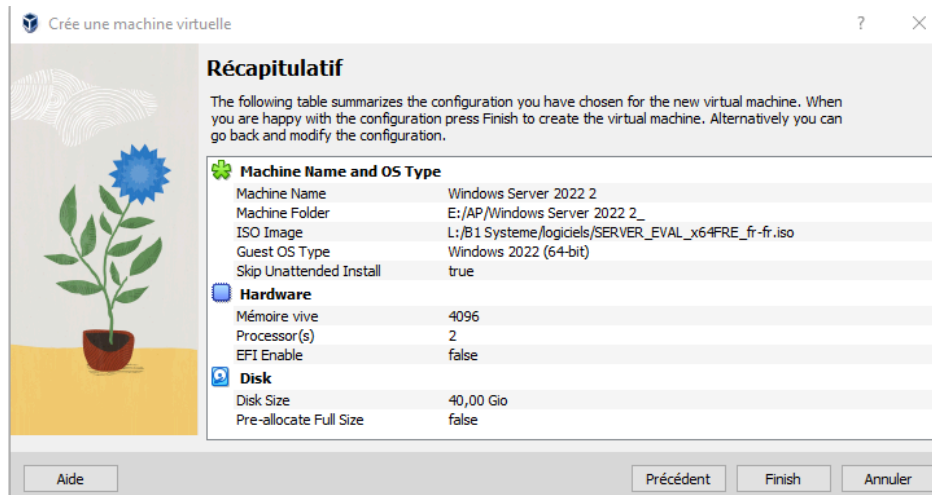 Crée une machine virtuelle
?
Récapitulatif
The following table summarizes the configuration you have chosen for the new virtual machine. When
you are happy with the configuration press Finish to create the virtual machine. Alternatively you can
go back and modify the configuration.
Machine Name and OS Type
Machine Name Windows Server 2022 2
Machine Folder E:/AP/Windows Server 2022 2_
ISO Image L:/B1 Systeme/logiciels/SERVER_EVAL_x64FRE_fr-fr.iso
Guest OS Type Windows 2022 (64-bit)
Skip Unattended Install true
Hardware
Mémoire vive 4096
Processor(s) 2
EFI Enable false
Disk
Disk Size 40,00 Gio
Pre-allocate Full Size false
Aide Précédent Finish Annuler